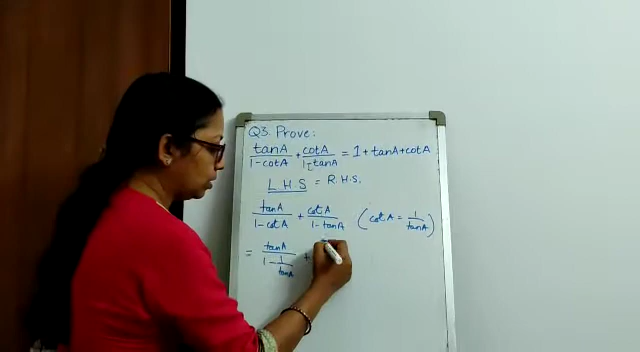 Q3. Prove:
tanA/(1-cotA) + cotA/(1-tanA) = 1 + tanA + cotA
L.H.S = R.H.S.
tanA/(1-cotA) + cotA/(1-tanA) (cotA = 1/tanA)
= tanA/(1-1/tanA) +